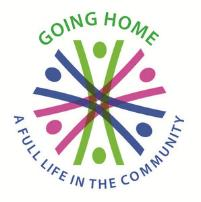 GOING HOME
A FULL LIFE IN THE COMMUNITY